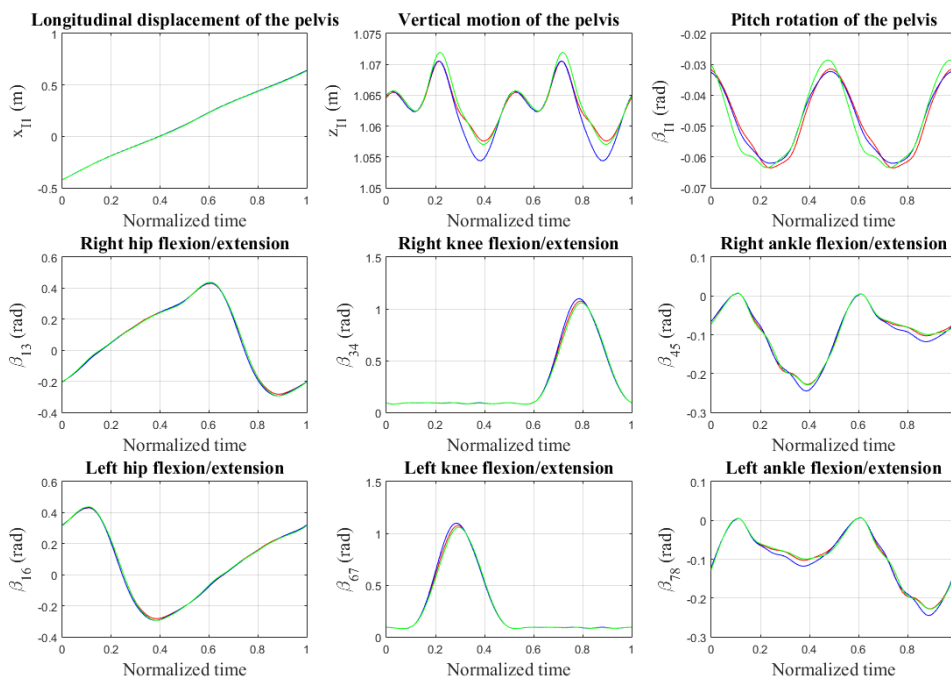 Longitudinal displacement of the pelvis
1
0.5
0
-0.5
x_I1 (m)
0 0.2 0.4 0.6 0.8 1
Normalized time
Vertical motion of the pelvis
1.075
1.07
1.065
1.06
1.055
1.05
z_I1 (m)
0 0.2 0.4 0.6 0.8 1
Normalized time
Pitch rotation of the pelvis
-0.02
-0.03
-0.04
-0.05
-0.06
-0.07
β_I1 (rad)
0 0.2 0.4 0.6 0.8
Normalized time
Right hip flexion/extension
0.6
0.4
0.2
0
-0.2
-0.4
β_13 (rad)
0 0.2 0.4 0.6 0.8 1
Normalized time
Right knee flexion/extension
1.5
1
0.5
0
β_34 (rad)
0 0.2 0.4 0.6 0.8 1
Normalized time
Right ankle flexion/extension
0.1
0
-0.1
-0.2
-0.3
β_45 (rad)
0 0.2 0.4 0.6 0.8
Normalized time
Left hip flexion/extension
0.6
0.4
0.2
0
-0.2
-0.4
β_16 (rad)
0 0.2 0.4 0.6 0.8 1
Normalized time
Left knee flexion/extension
1.5
1
0.5
0
β_67 (rad)
0 0.2 0.4 0.6 0.8 1
Normalized time
Left ankle flexion/extension
0.1
0
-0.1
-0.2
-0.3
β_78 (rad)
0 0.2 0.4 0.6 0.8
Normalized time